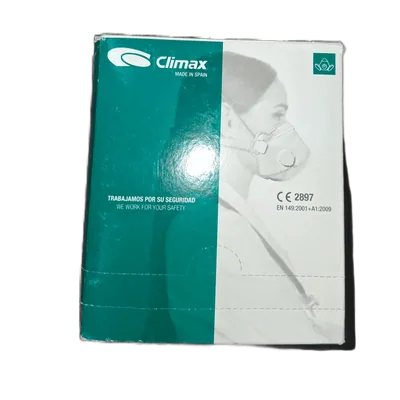 Climax
MADE IN SPAIN
TRABAJAMOS POR SU SEGURIDAD
WE WORK FOR YOUR SAFETY
CE 2897
EN 149:2001+A1:2009